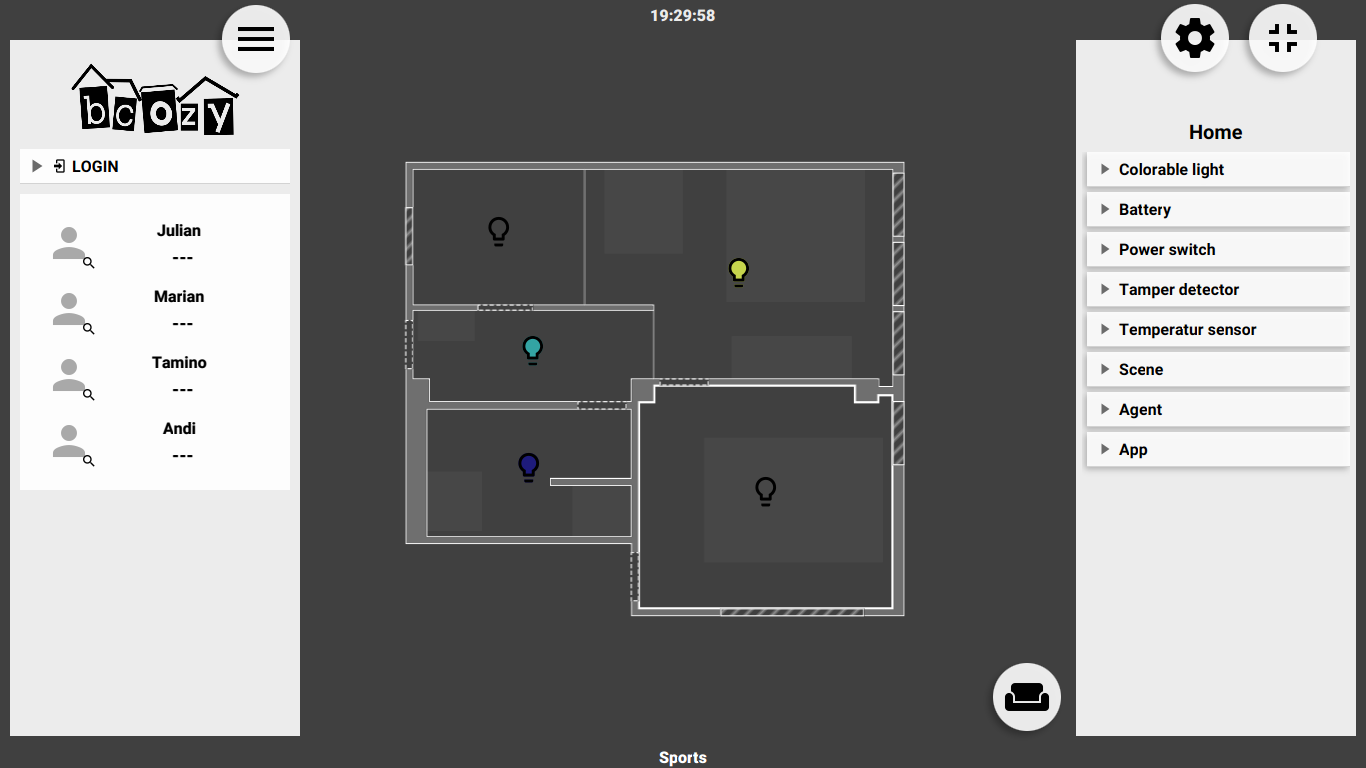 19:29:58
bcozy
LOGIN
Julian
---
Marian
---
Tamino
---
Andi
---
Home
Colorable light
Battery
Power switch
Tamper detector
Temperatur sensor
Scene
Agent
App
Sports